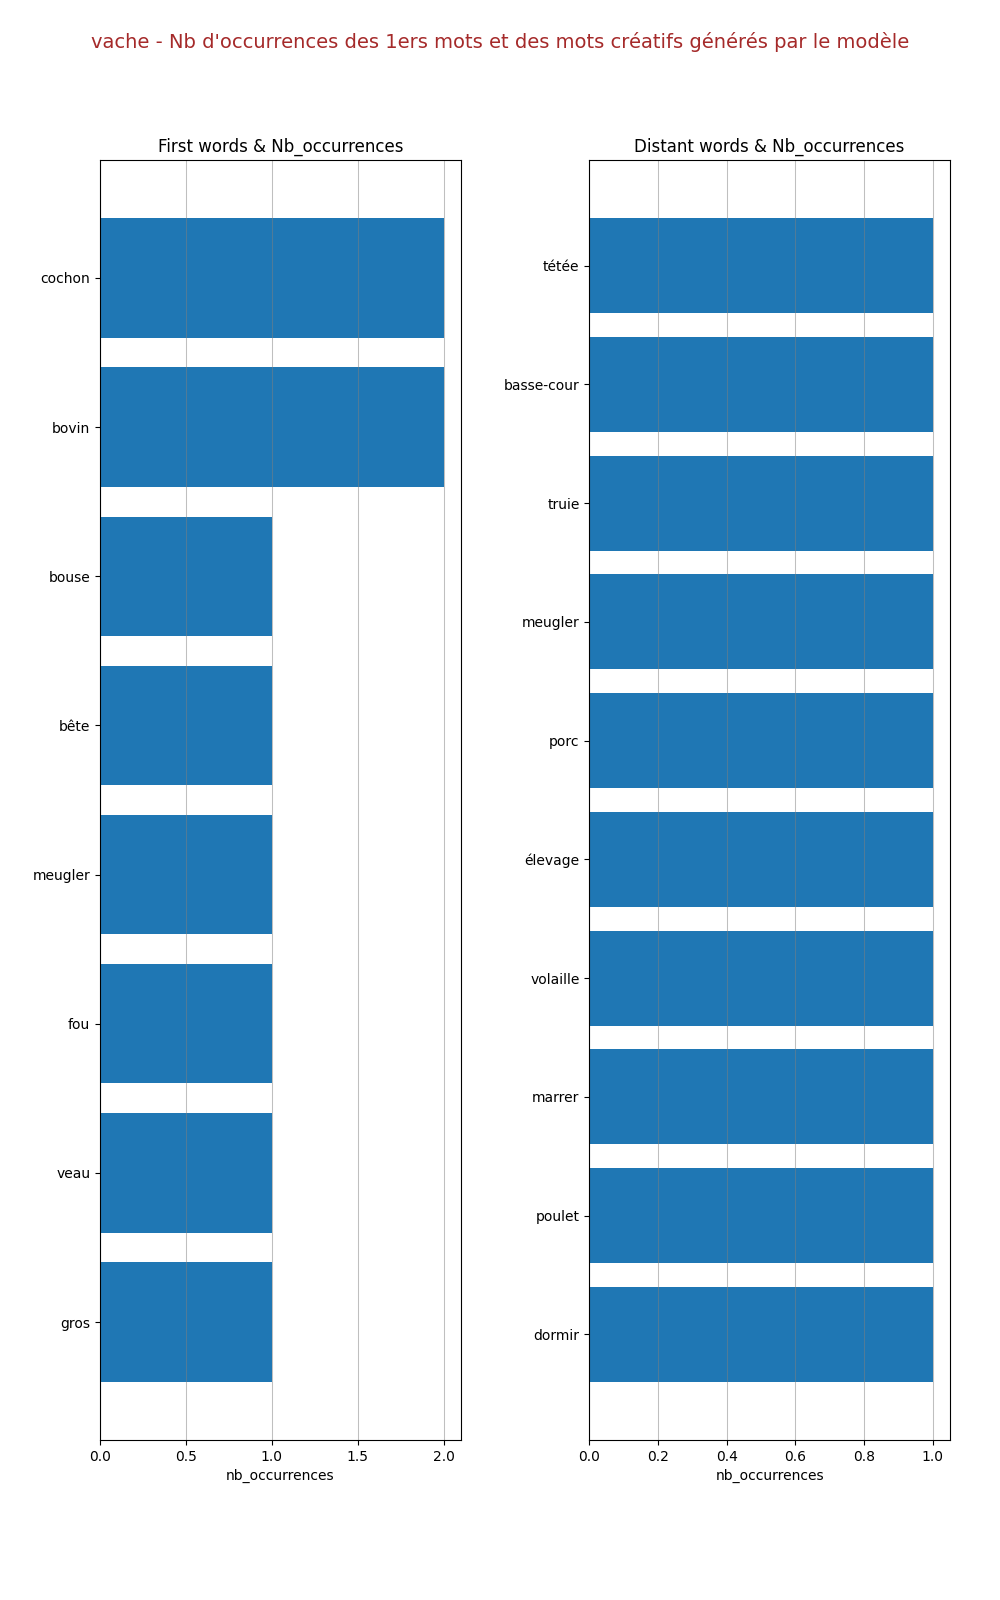 vache - Nb d'occurrences des 1ers mots et des mots créatifs générés par le modèle
First words & Nb_occurrences
cochon
bovin
bouse
bête
meugler
fou
veau
gros
0.0 0.5 1.0 1.5 2.0
nb_occurrences
Distant words & Nb_occurrences
tétée
basse-cour
truie
meugler
porc
élevage
volaille
marrer
poulet
dormir
0.0 0.2 0.4 0.6 0.8 1.0
nb_occurrences